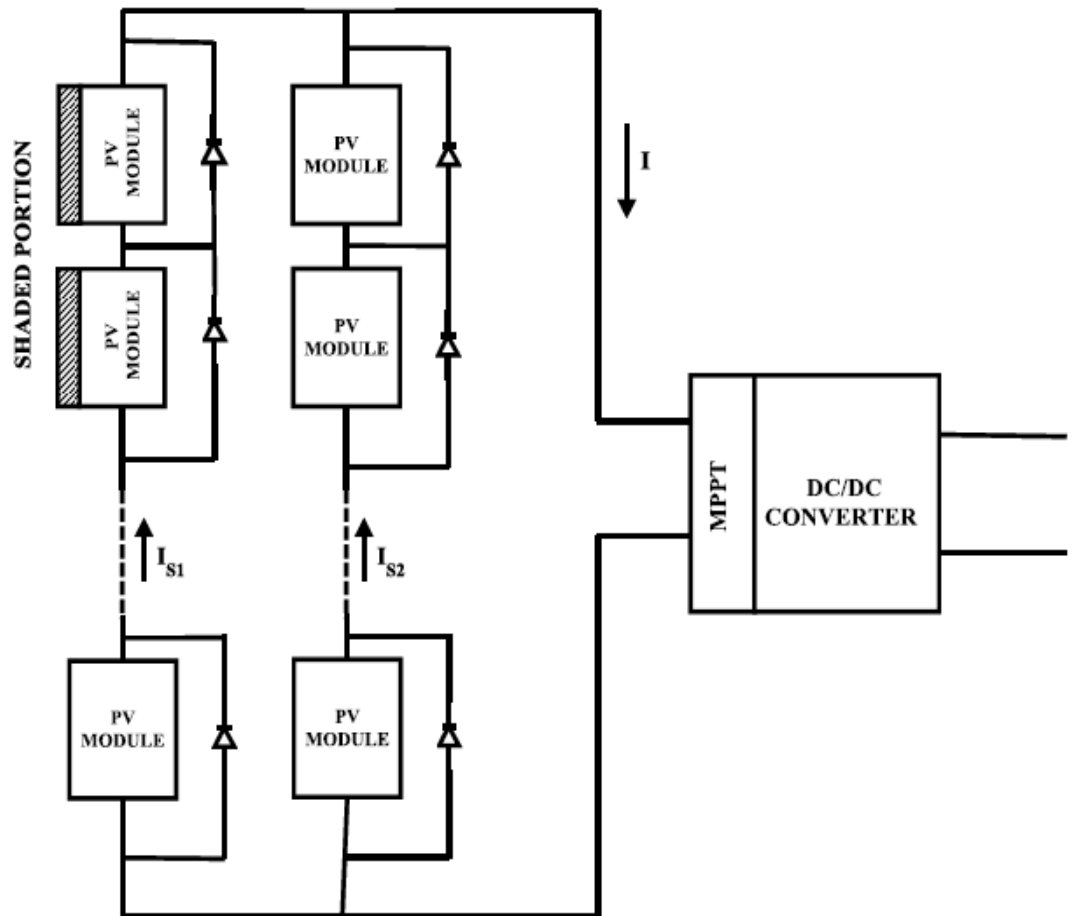 SHADED PORTION
PV
MODULE
PV
MODULE
PV
MODULE
PV
MODULE
I
MPPT
DC/DC
CONVERTER
I_S1
I_S2
PV
MODULE
PV
MODULE